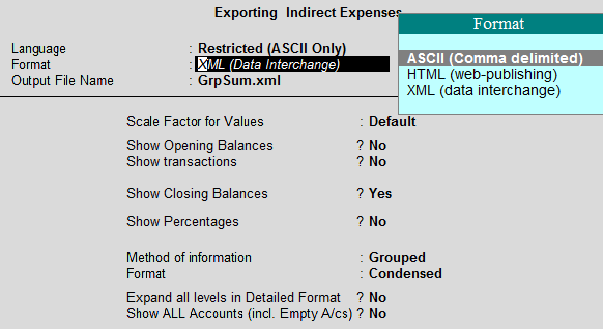 Exporting Indirect Expenses
Format
Language : Restricted (ASCII Only)
Format : XML (Data Interchange)
Output File Name : GrpSum.xml
ASCII (Comma delimited)
HTML (web-publishing)
XML (data interchange)
Scale Factor for Values : Default
Show Opening Balances ? No
Show transactions ? No
Show Closing Balances ? Yes
Show Percentages ? No
Method of information : Grouped
Format : Condensed
Expand all levels in Detailed Format ? No
Show ALL Accounts (incl. Empty A/cs) ? No